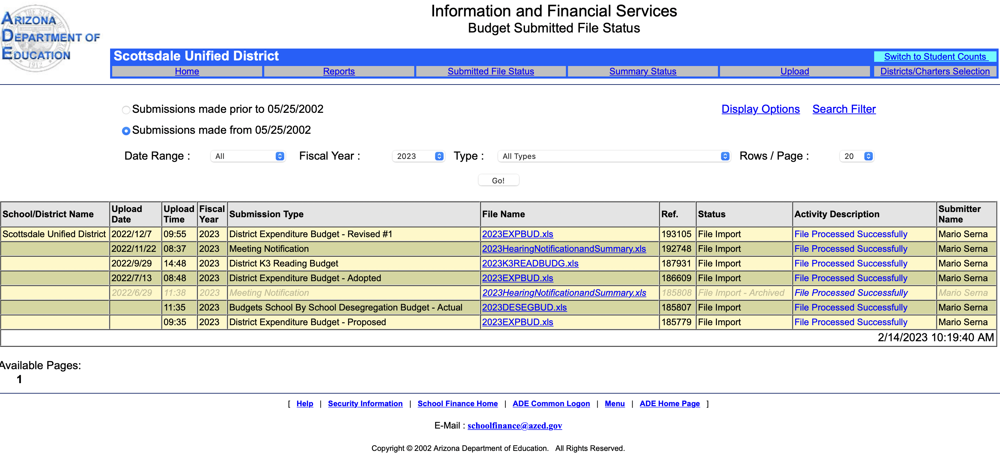 ARIZONA
DEPARTMENT OF
EDUCATION
1912
Information and Financial Services
Budget Submitted File Status
Scottsdale Unified District
Switch to Student Counts
Home Reports Submitted File Status Summary Status Upload Districts/Charters Selection
Submissions made prior to 05/25/2002
Display Options Search Filter
Submissions made from 05/25/2002
Date Range : All Fiscal Year : 2023 Type : All Types Rows / Page : 20
Go!
School/District Name Upload Date Upload Time Fiscal Year Submission Type File Name Ref. Status Activity Description Submitter Name
Scottsdale Unified District 2022/12/7 09:55 2023 District Expenditure Budget - Revised #1 2023EXPBUD.xls 193105 File Import File Processed Successfully Mario Serna
2022/11/22 08:37 2023 Meeting Notification 2023HearingNotificationandSummary.xls 192748 File Import File Processed Successfully Mario Serna
2022/9/29 14:48 2023 District K3 Reading Budget 2023K3READBUDG.xls 187931 File Import File Processed Successfully Mario Serna
2022/7/13 08:48 2023 District Expenditure Budget - Adopted 2023EXPBUD.xls 186609 File Import File Processed Successfully Mario Serna
2022/6/29 11:38 2023 Meeting Notification 2023HearingNotificationandSummary.xls 185808 File Import - Archived File Processed Successfully Mario Serna
11:35 2023 Budgets School By School Desegregation Budget - Actual 2023DESEGBUD.xls 185807 File Import File Processed Successfully Mario Serna
09:35 2023 District Expenditure Budget - Proposed 2023EXPBUD.xls 185779 File Import File Processed Successfully Mario Serna
2/14/2023 10:19:40 AM
Available Pages:
1
[ Help | Security Information | School Finance Home | ADE Common Logon | Menu | ADE Home Page ]
E-Mail : schoolfinance@azed.gov
Copyright © 2002 Arizona Department of Education. All Rights Reserved.